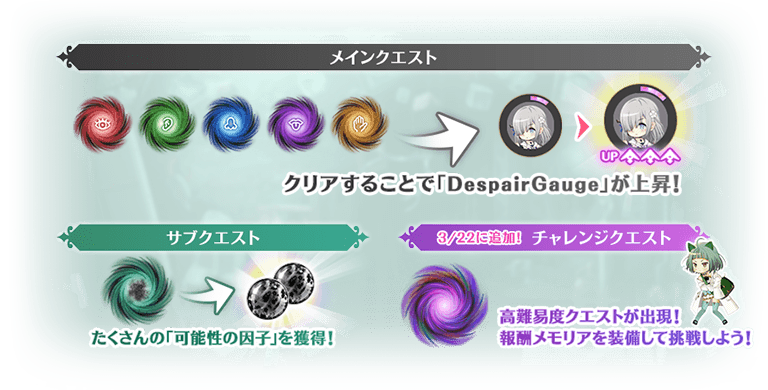 メインクエスト
UP
クリアすることで「DespairGauge」が上昇!
サブクエスト
たくさんの「可能性の因子」を獲得!
3/22に追加! チャレンジクエスト
高難易度クエストが出現!
報酬メモリアを装備して挑戦しよう!